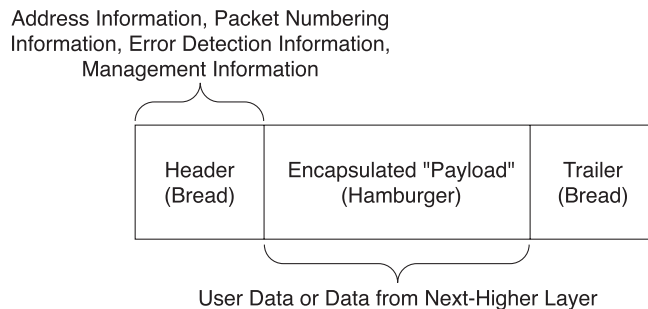 Address Information, Packet Numbering
Information, Error Detection Information,
Management Information
Header
(Bread)
Encapsulated "Payload"
(Hamburger)
Trailer
(Bread)
User Data or Data from Next-Higher Layer